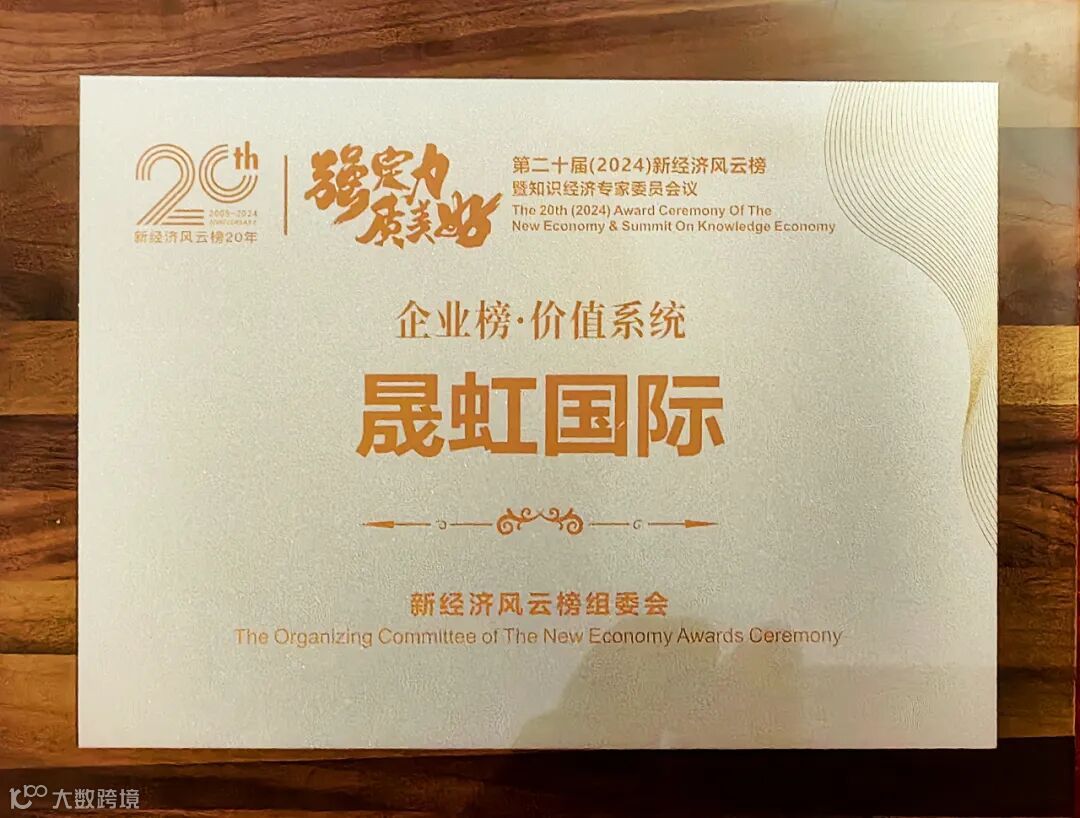 20th
2005-2024
ANNIVERSARY
新经济风云榜20年
强定力
质美好
第二十届(2024)新经济风云榜
暨知识经济专家委员会议
The 20th (2024) Award Ceremony Of The
New Economy & Summit On Knowledge Economy
企业榜·价值系统
晟虹国际
新经济风云榜组委会
The Organizing Committee of The New Economy Awards Ceremony
大数跨境